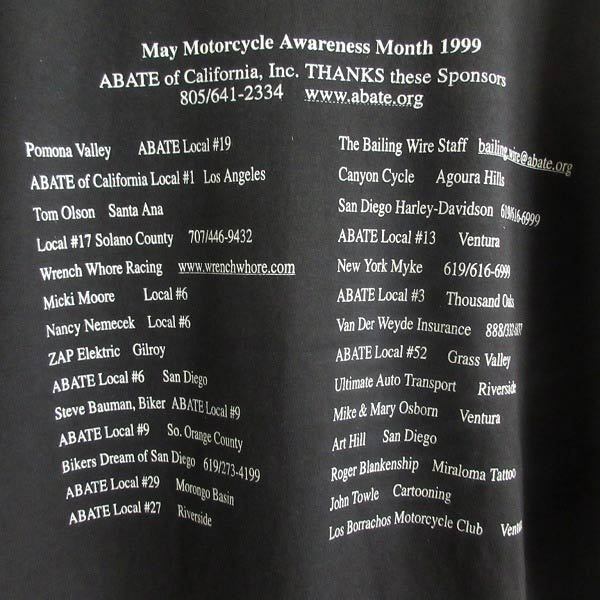 May Motorcycle Awareness Month 1999
ABATE of California, Inc. THANKS these Sponsors
805/641-2334 www.abate.org
Pomona Valley ABATE Local #19
ABATE of California Local #1 Los Angeles
Tom Olson Santa Ana
Local #17 Solano County 707/446-9432
Wrench Whore Racing www.wrenchwhore.com
Micki Moore Local #6
Nancy Nemecek Local #6
ZAP Elektric Gilroy
ABATE Local #6 San Diego
Steve Bauman, Biker ABATE Local #9
ABATE Local #9 So. Orange County
Bikers Dream of San Diego 619/273-4199
ABATE Local #29 Morongo Basin
ABATE Local #27 Riverside
The Bailing Wire Staff bailing.wire@abate.org
Canyon Cycle Agoura Hills
San Diego Harley-Davidson 619/616-6999
ABATE Local #13 Ventura
New York Myke 619/616-6999
ABATE Local #3 Thousand Oaks
Van Der Weyde Insurance
ABATE Local #52 Grass Valley
Ultimate Auto Transport Riverside
Mike & Mary Osborn Ventura
Art Hill San Diego
Roger Blankenship Miraloma Tattoo
John Towle Cartooning
Los Borrachos Motorcycle Club